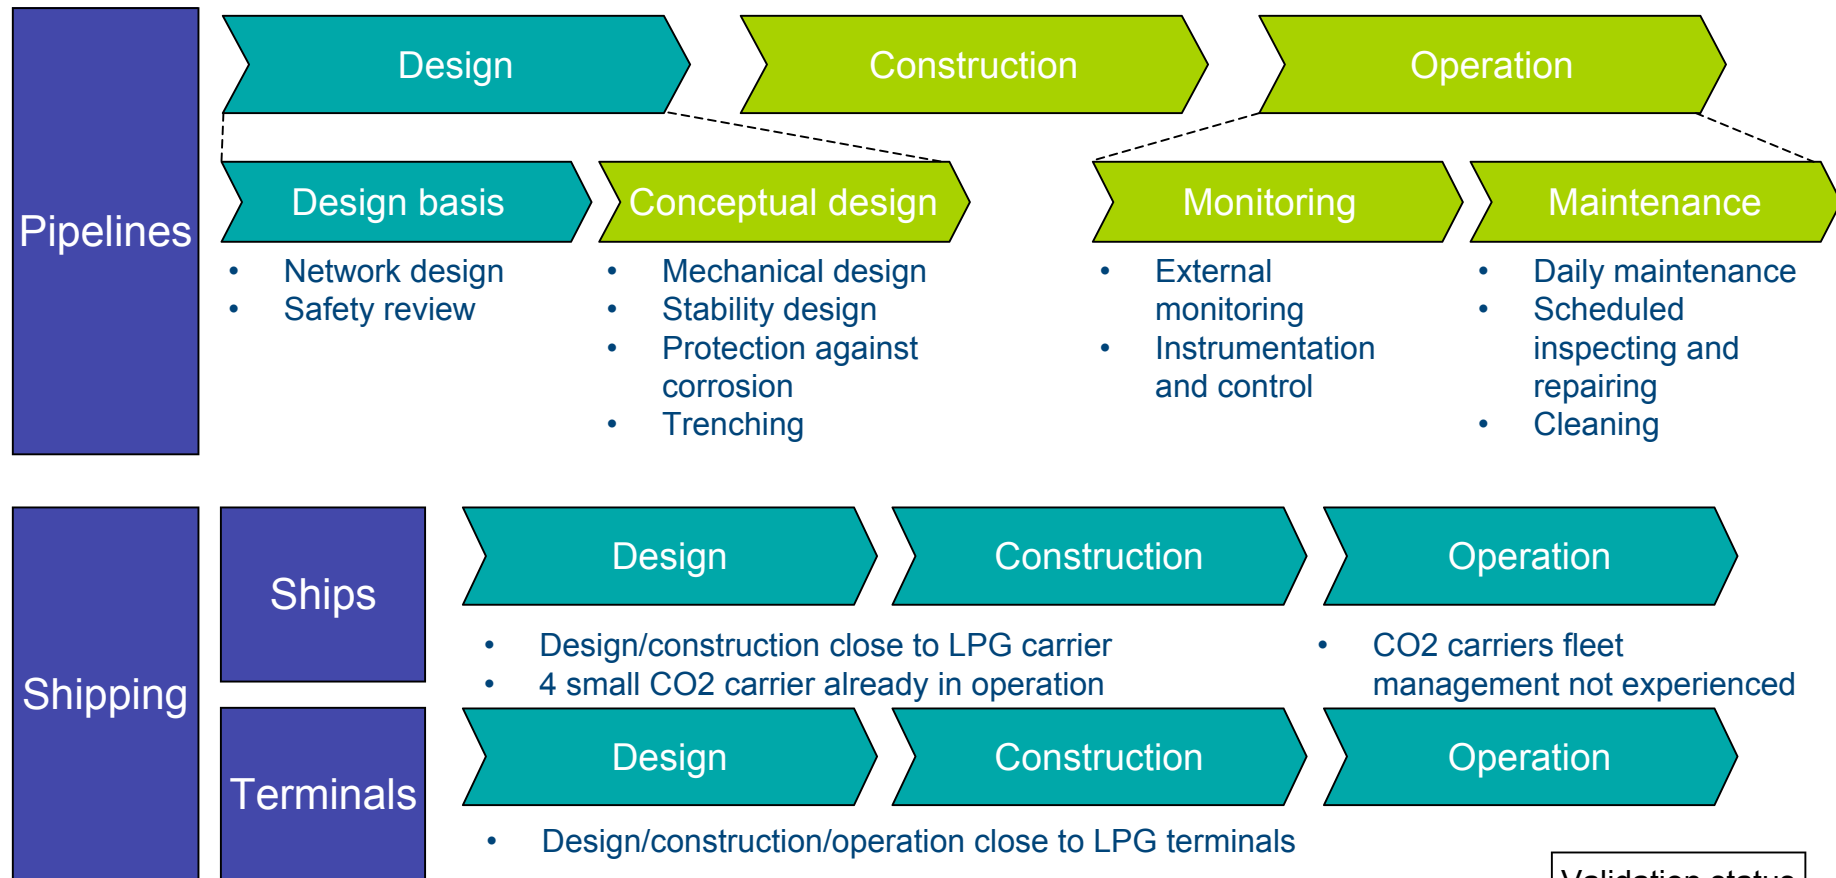 Pipelines
Design
Construction
Operation
Design basis
Conceptual design
Monitoring
Maintenance
• Network design
• Safety review
• Mechanical design
• Stability design
• Protection against
corrosion
• Trenching
• External
monitoring
• Instrumentation
and control
• Daily maintenance
• Scheduled
inspecting and
repairing
• Cleaning
Shipping
Ships
Design
Construction
Operation
• Design/construction close to LPG carrier
• 4 small CO2 carrier already in operation
• CO2 carriers fleet
management not experienced
Terminals
Design
Construction
Operation
• Design/construction/operation close to LPG terminals
Validation status